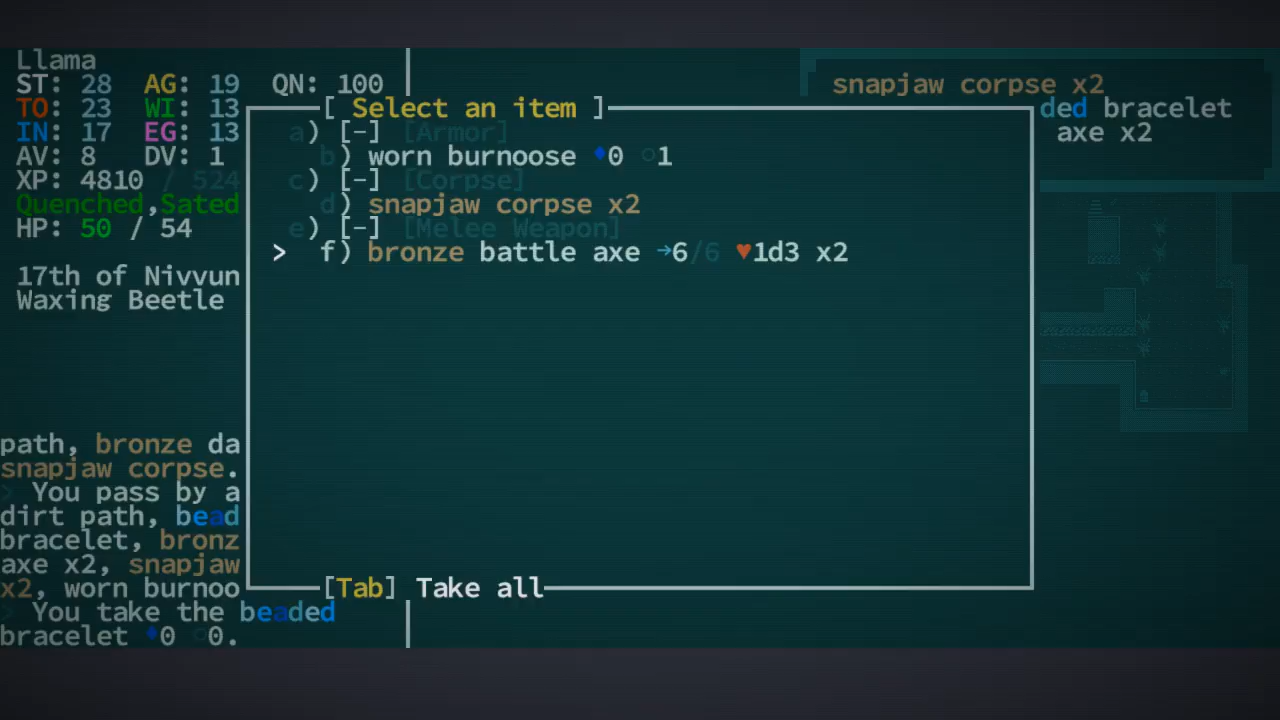 Llama
ST: 28 AG: 19 QN: 100
TO: 23 WI: 13
IN: 17 EG: 13
AV: 8 DV: 1
XP: 4810 / 524
Quenched,Sated
HP: 50 / 54
17th of Nivvun
Waxing Beetle
path, bronze da
snapjaw corpse.
> You pass by a
dirt path, bead
bracelet, bronz
axe x2, snapjaw
x2, worn burnoo
> You take the beaded
bracelet ♦0 ○0.
[ Select an item ]
a) [-] [Armor]
b) worn burnoose ♦0 ○1
c) [-] [Corpse]
d) snapjaw corpse x2
e) [-] [Melee Weapon]
> f) bronze battle axe →6/6 ♥1d3 x2
[Tab] Take all
snapjaw corpse x2
ded bracelet
axe x2